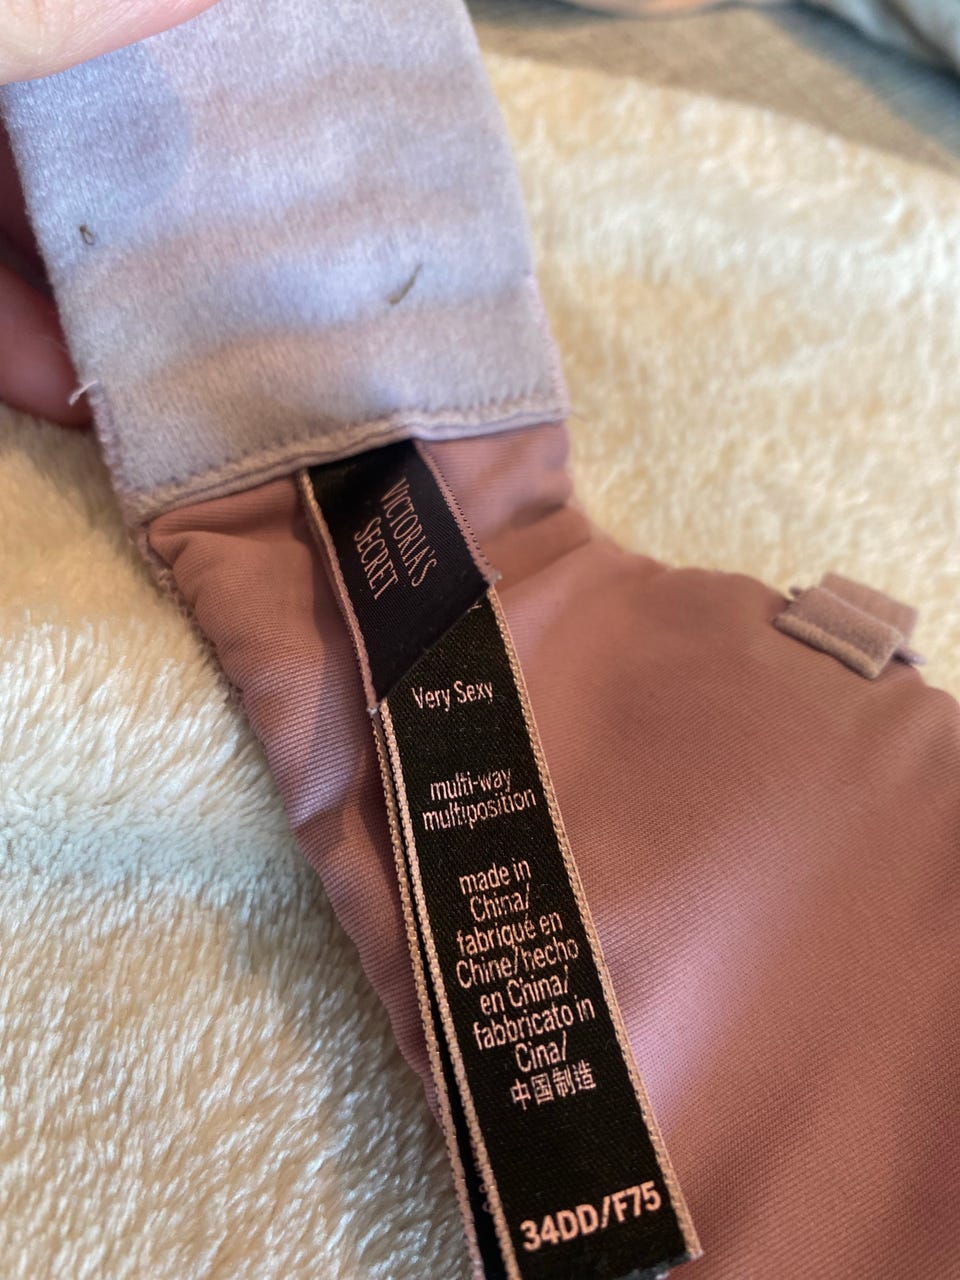 VICTORIA'S
SECRET
Very Sexy
multi-way
multiposition
made in
China/
fabriqué en
Chine/hecho
en China/
fabbricato in
Cina/
中国制造
34DD/F75